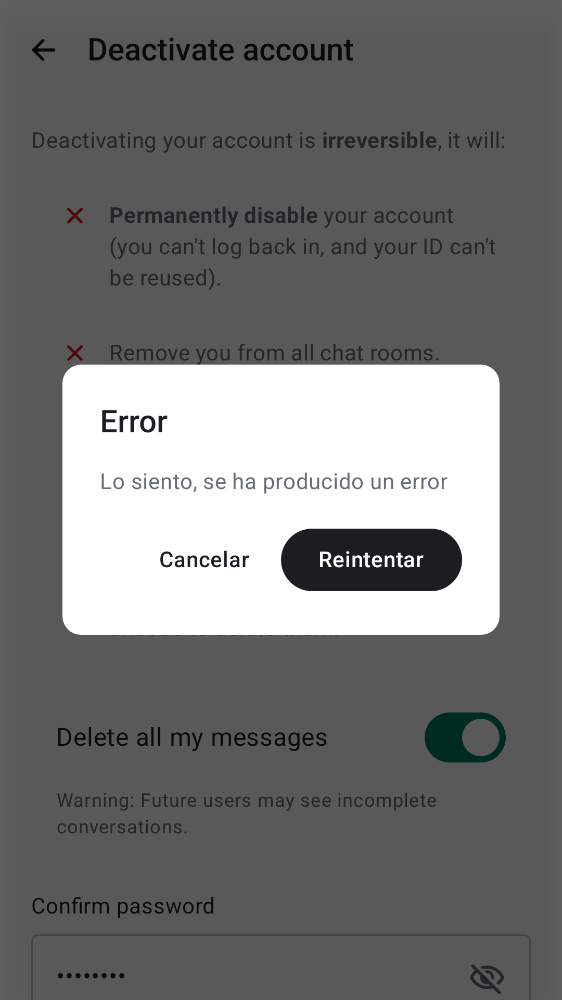 Deactivate account
Deactivating your account is irreversible, it will:
Permanently disable your account
(you can't log back in, and your ID can't
be reused).
Remove you from all chat rooms.
Error
Lo siento, se ha producido un error
Cancelar
Reintentar
Delete all my messages
Warning: Future users may see incomplete
conversations.
Confirm password
••••••••